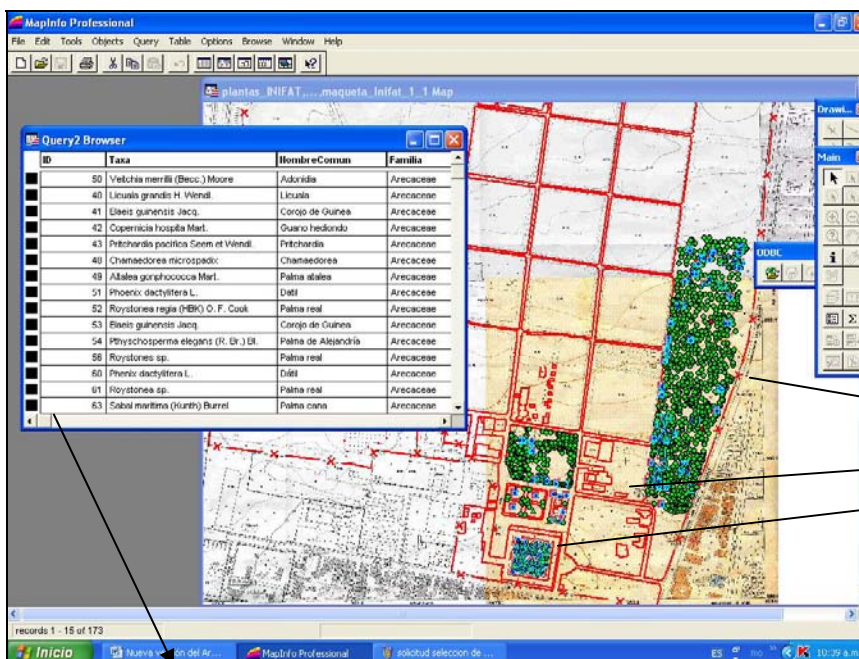 MapInfo Professional
File Edit Tools Objects Query Table Options Browse Window Help
plantas_INIFAT,...,maqueta_Inifat_1_1 Map
Drawi...
Query2 Browser
ID Taxa NombreComun Familia
50 Veitchia merrilli (Becc.) Moore Adonidia Arecaceae
40 Licuala grandis H. Wendl. Licuala Arecaceae
41 Elaeis guinensis Jacq. Corojo de Guinea Arecaceae
42 Copernicia hospita Mart. Guano hediondo Arecaceae
43 Pritchardia pacifica Seem et Wendl. Pritchardia Arecaceae
48 Chamaedorea microspadix Chamaedorea Arecaceae
49 Attalea gonphococca Mart. Palma atalea Arecaceae
51 Phoenix dactylifera L. Datil Arecaceae
52 Roystonea regia (HBK) O. F. Cook Palma real Arecaceae
53 Elaeis guinensis Jacq. Corojo de Guinea Arecaceae
54 Pthyschosperma elegans (R. Br.) Bl. Palma de Alejandría Arecaceae
56 Roystones sp. Palma real Arecaceae
60 Phenix dactylifera L. Dátil Arecaceae
61 Roystonea sp. Palma real Arecaceae
63 Sabal maritima (Kunth) Burret Palma cana Arecaceae
Main
ODBC
records 1 - 15 of 173
Inicio Nueva versión del Ar... MapInfo Professional solicitud seleccion de ... ES 10:39 a.m.